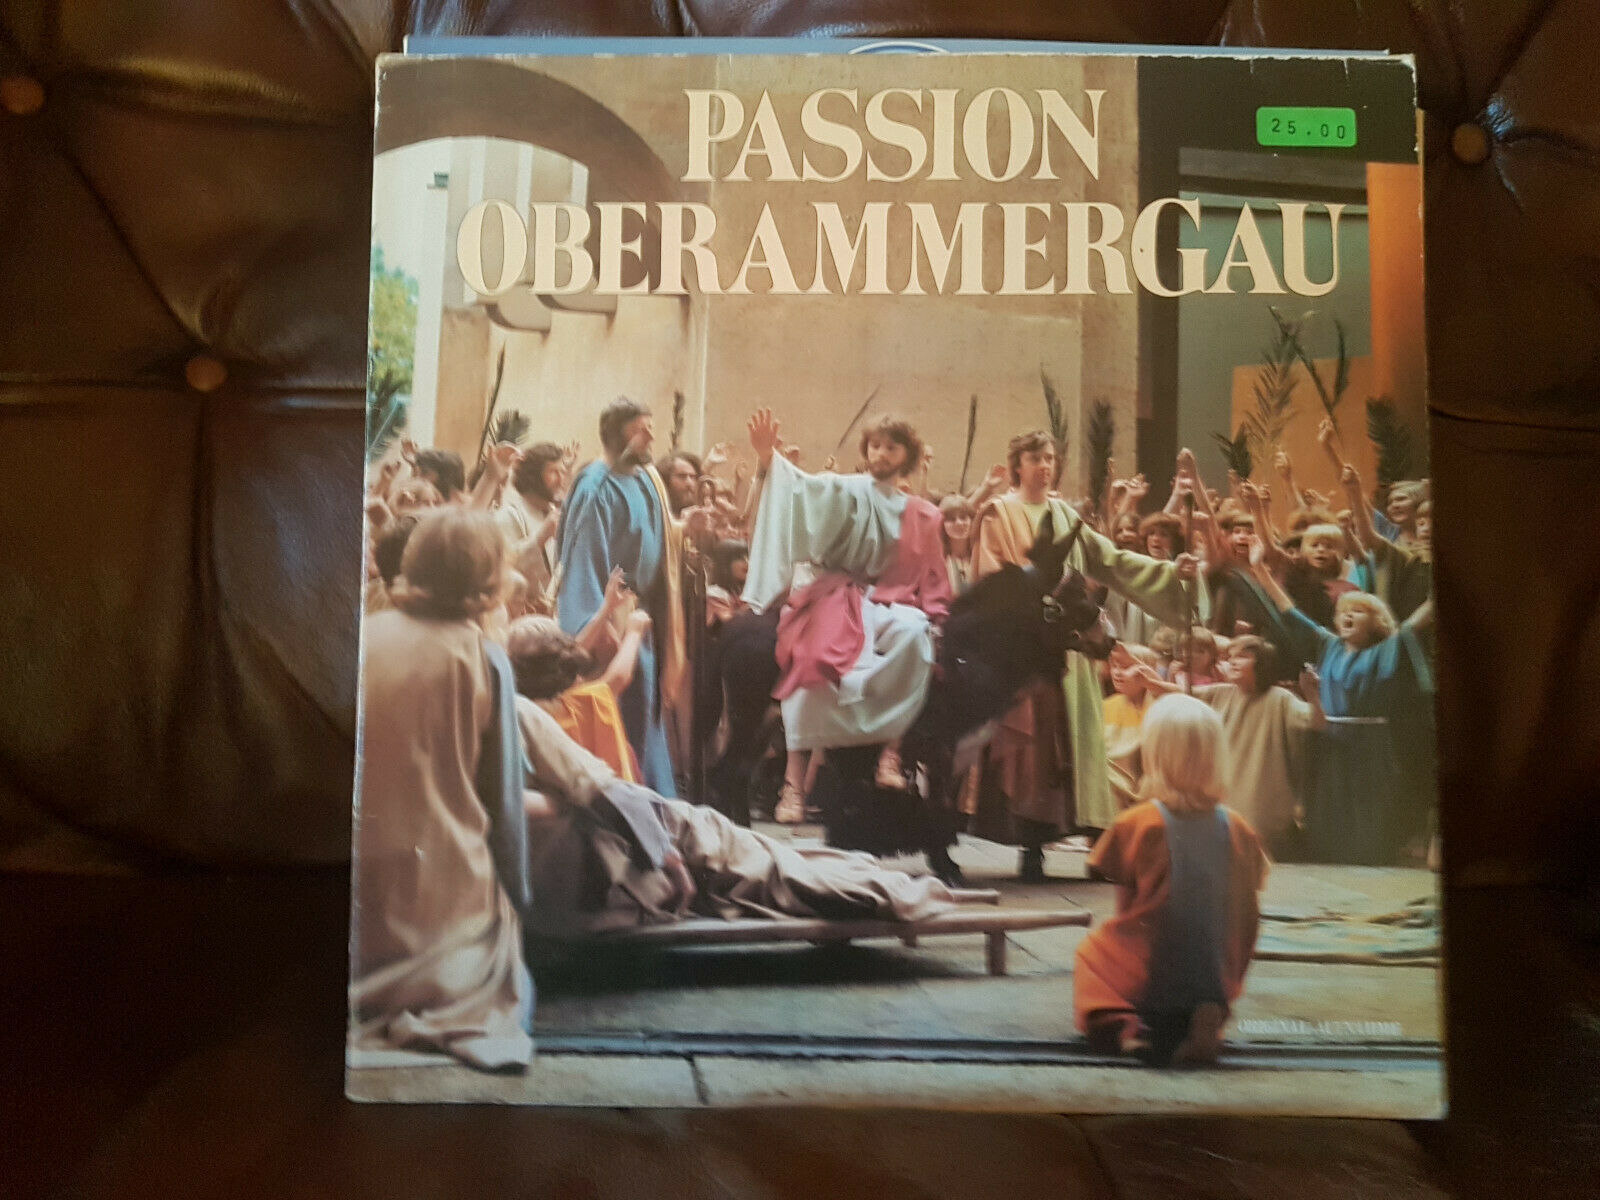 PASSION
25.00
OBERAMMERGAU
ORIGINAL-AUFNAHME